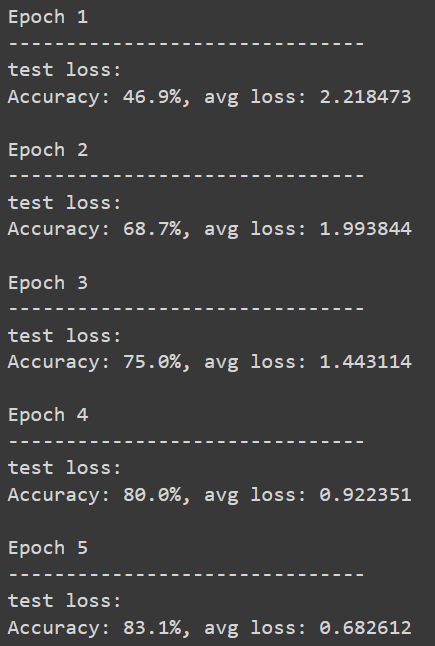 Epoch 1
-------------------------------
test loss:
Accuracy: 46.9%, avg loss: 2.218473
Epoch 2
-------------------------------
test loss:
Accuracy: 68.7%, avg loss: 1.993844
Epoch 3
-------------------------------
test loss:
Accuracy: 75.0%, avg loss: 1.443114
Epoch 4
-------------------------------
test loss:
Accuracy: 80.0%, avg loss: 0.922351
Epoch 5
-------------------------------
test loss:
Accuracy: 83.1%, avg loss: 0.682612